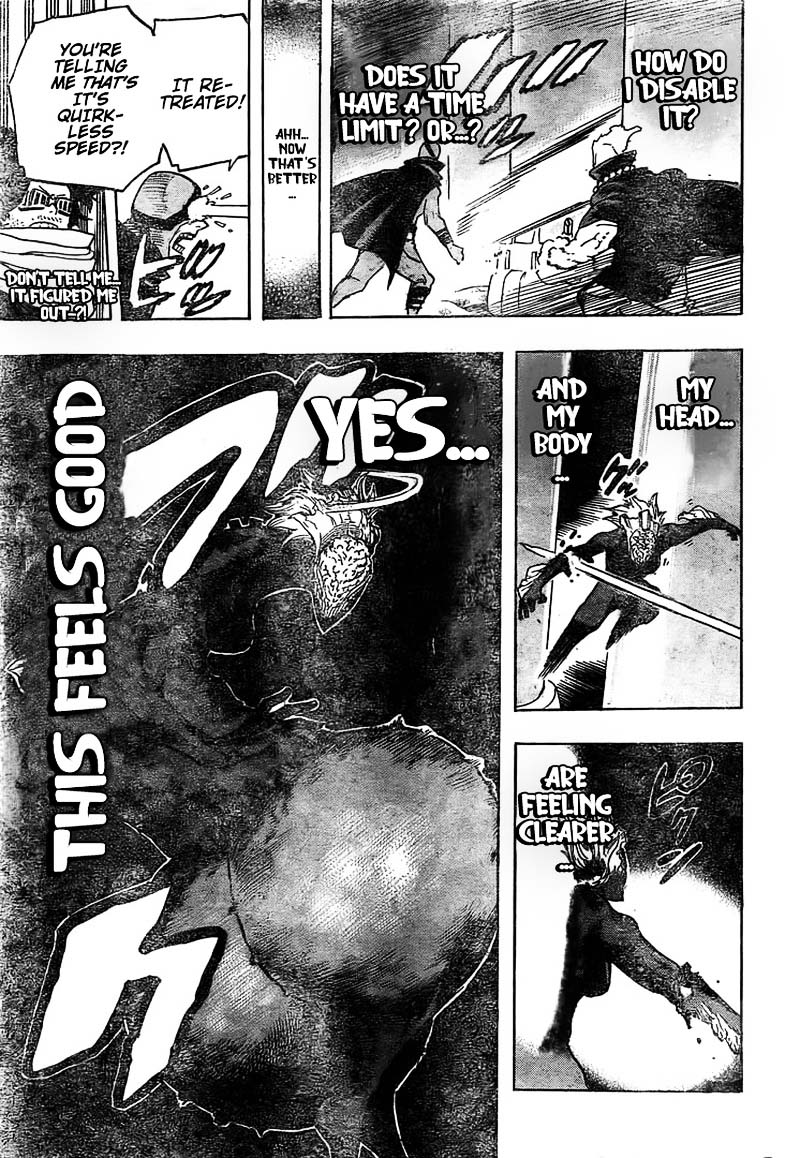 HOW DO
I DISABLE
IT?
DOES IT
HAVE A TIME
LIMIT? OR...?
AHH...
NOW
THAT'S
BETTER
...
IT RE-
TREATED!
YOU'RE
TELLING
ME THAT'S
IT'S
QUIRK-
LESS
SPEED?!
DON'T TELL ME...
IT FIGURED ME
OUT...?!
MY
HEAD...
AND
MY
BODY
...
ARE
FEELING
CLEARER
...
YES...
THIS FEELS GOOD